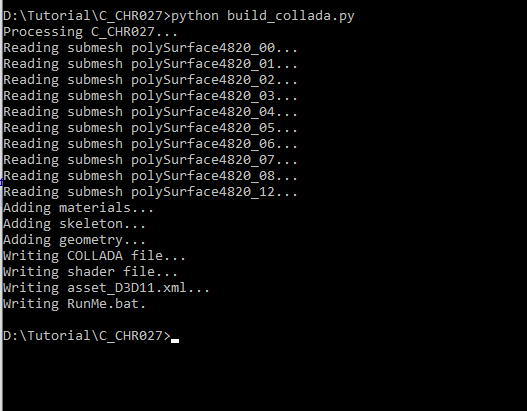 D:\Tutorial\C_CHR027>python build_collada.py
Processing C_CHR027...
Reading submesh polySurface4820_00...
Reading submesh polySurface4820_01...
Reading submesh polySurface4820_02...
Reading submesh polySurface4820_03...
Reading submesh polySurface4820_04...
Reading submesh polySurface4820_05...
Reading submesh polySurface4820_06...
Reading submesh polySurface4820_07...
Reading submesh polySurface4820_08...
Reading submesh polySurface4820_12...
Adding materials...
Adding skeleton...
Adding geometry...
Writing COLLADA file...
Writing shader file...
Writing asset_D3D11.xml...
Writing RunMe.bat.
D:\Tutorial\C_CHR027>